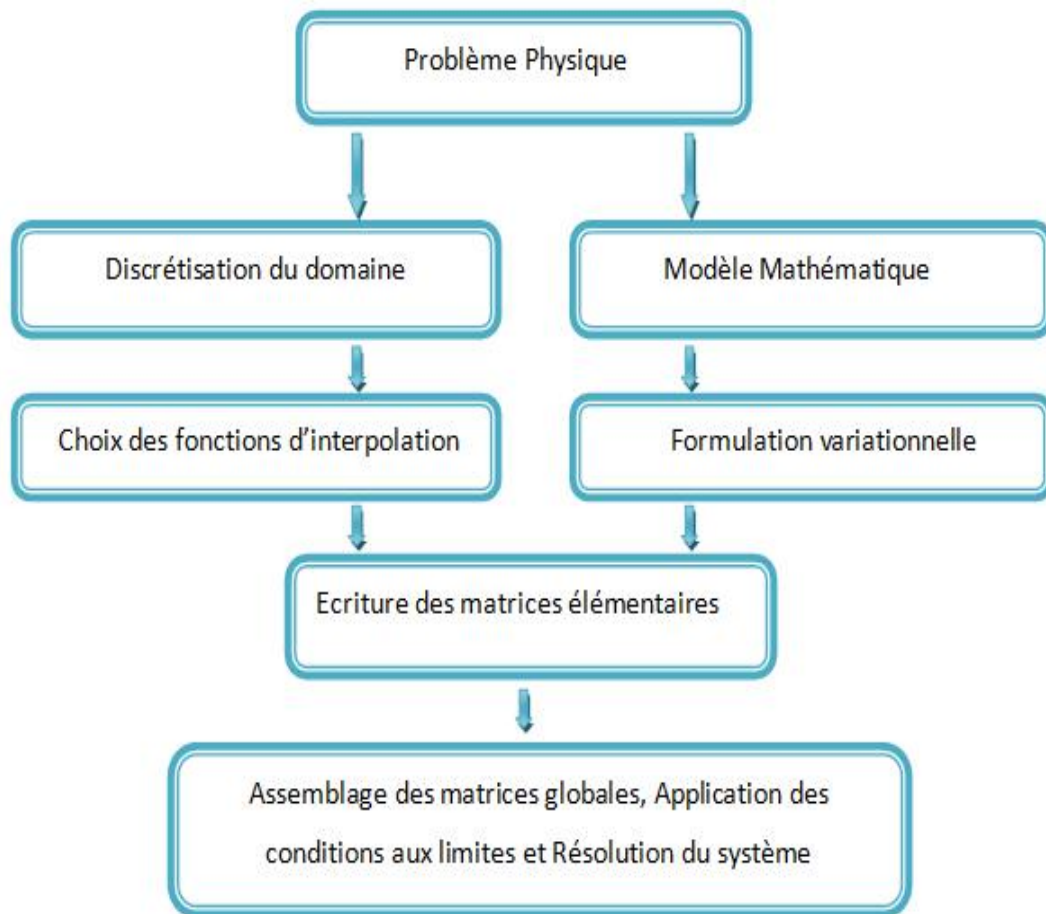 Problème Physique
Discrétisation du domaine
Modèle Mathématique
Choix des fonctions d’interpolation
Formulation variationnelle
Ecriture des matrices élémentaires
Assemblage des matrices globales, Application des
conditions aux limites et Résolution du système